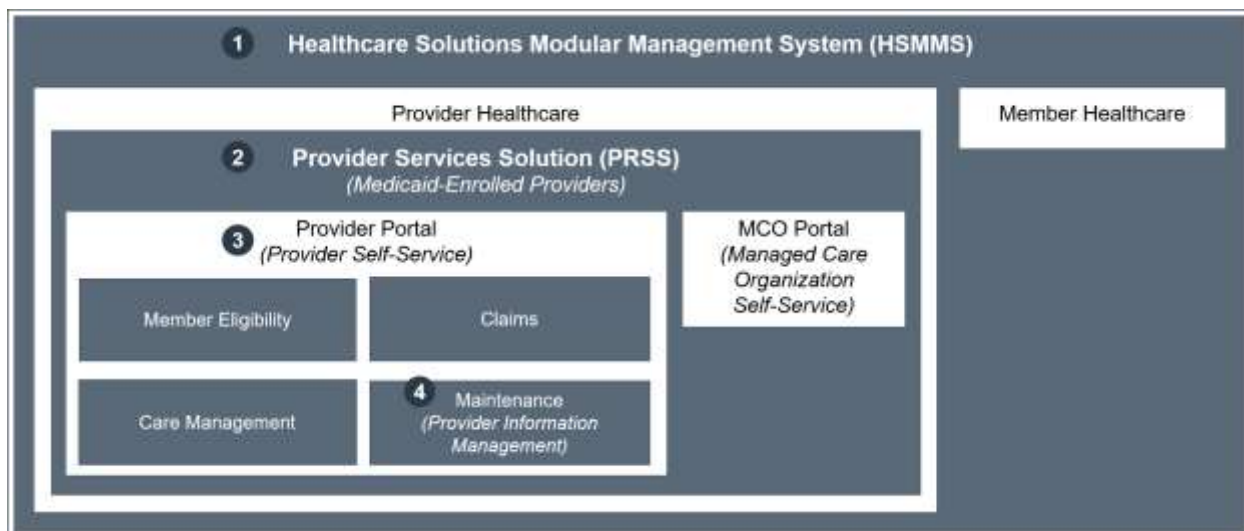 1 Healthcare Solutions Modular Management System (HSMMS)
Provider Healthcare
Member Healthcare
2 Provider Services Solution (PRSS)
(Medicaid-Enrolled Providers)
3 Provider Portal
(Provider Self-Service)
MCO Portal
(Managed Care
Organization
Self-Service)
Member Eligibility
Claims
Care Management
4 Maintenance
(Provider Information
Management)